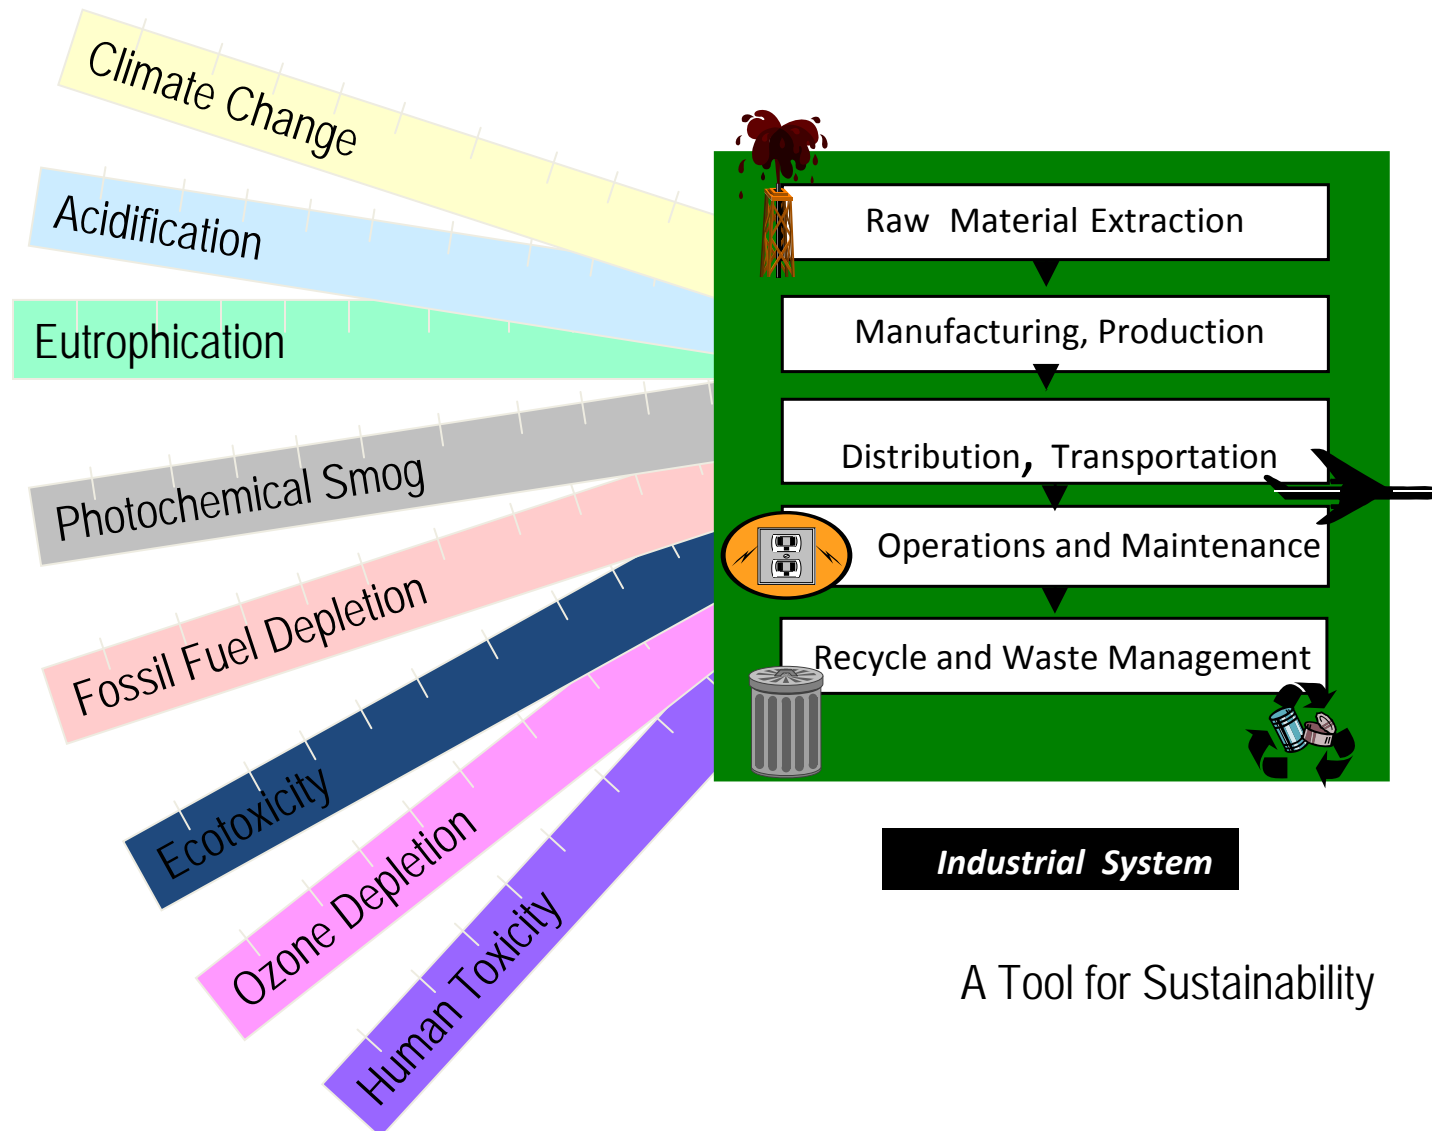 Climate Change
Acidification
Eutrophication
Photochemical Smog
Fossil Fuel Depletion
Ecotoxicity
Ozone Depletion
Human Toxicity
Raw Material Extraction
Manufacturing, Production
Distribution, Transportation
Operations and Maintenance
Recycle and Waste Management
Industrial System
A Tool for Sustainability